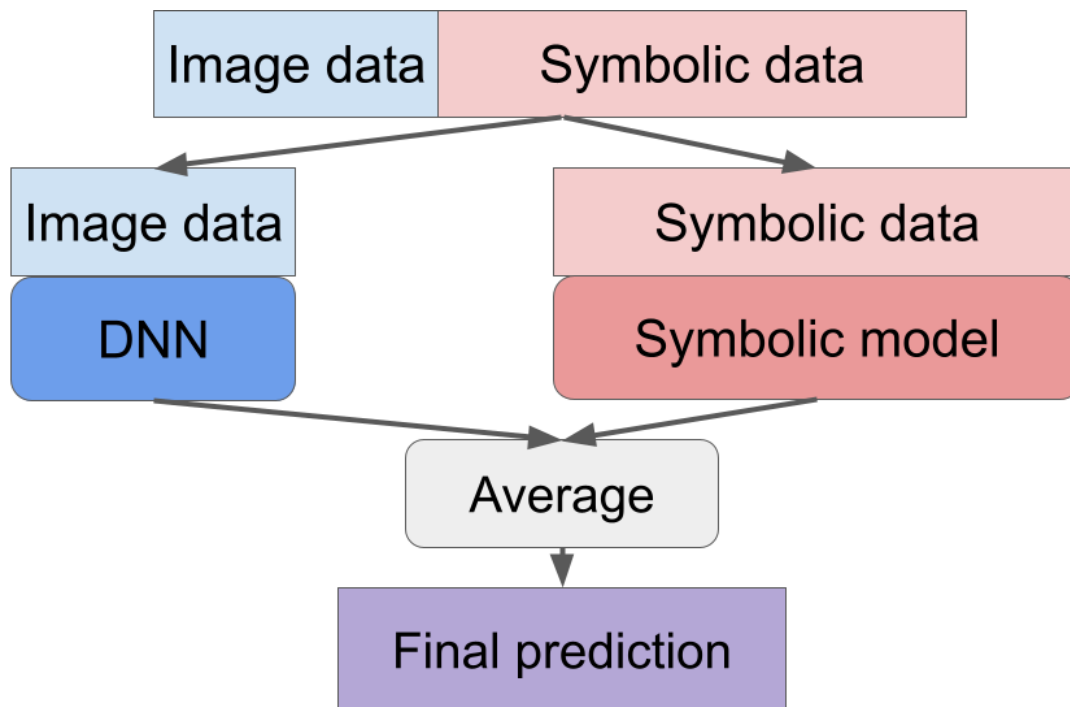 Image data Symbolic data
Image data Symbolic data
DNN Symbolic model
Average
Final prediction